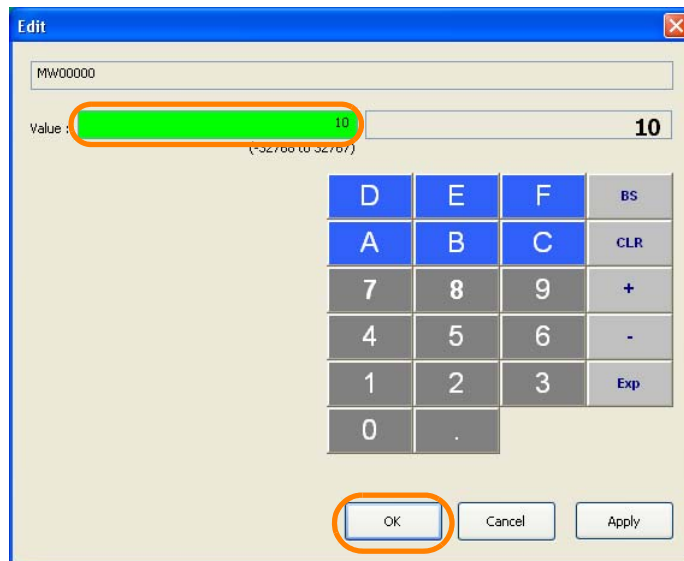 Edit
MW00000
Value : 10 10
(-32768 to 32767)
D E F BS
A B C CLR
7 8 9 +
4 5 6 -
1 2 3 Exp
0 .
OK Cancel Apply